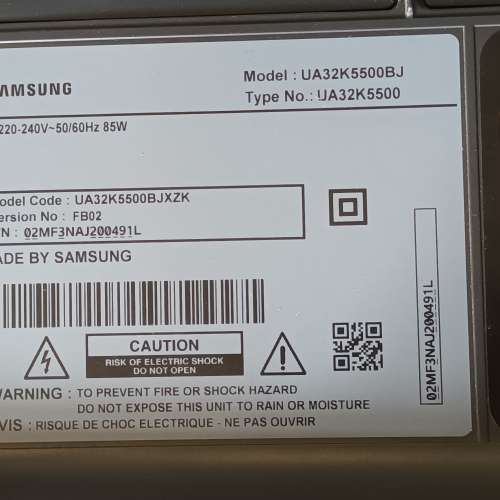 AMSUNG
Model : UA32K5500BJ
Type No.: UA32K5500
220-240V~50/60Hz 85W
odel Code : UA32K5500BJXZK
ersion No : FB02
/N : 02MF3NAJ200491L
ADE BY SAMSUNG
CAUTION
RISK OF ELECTRIC SHOCK
DO NOT OPEN
02MF3NAJ200491L
WARNING : TO PREVENT FIRE OR SHOCK HAZARD
DO NOT EXPOSE THIS UNIT TO RAIN OR MOISTURE
VIS : RISQUE DE CHOC ELECTRIQUE - NE PAS OUVRIR